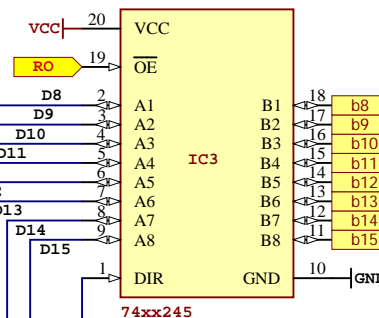 VCC 20 VCC
RO 19 OE
D8 2 A1 B1 18 b8
D9 3 A2 B2 17 b9
D10 4 A3 B3 16 b10
D11 5 A4 IC3 B4 15 b11
6 A5 B5 14 b12
7 A6 B6 13 b13
D13 8 A7 B7 12 b14
D14 9 A8 B8 11 b15
D15
1 DIR GND 10 GND
74xx245